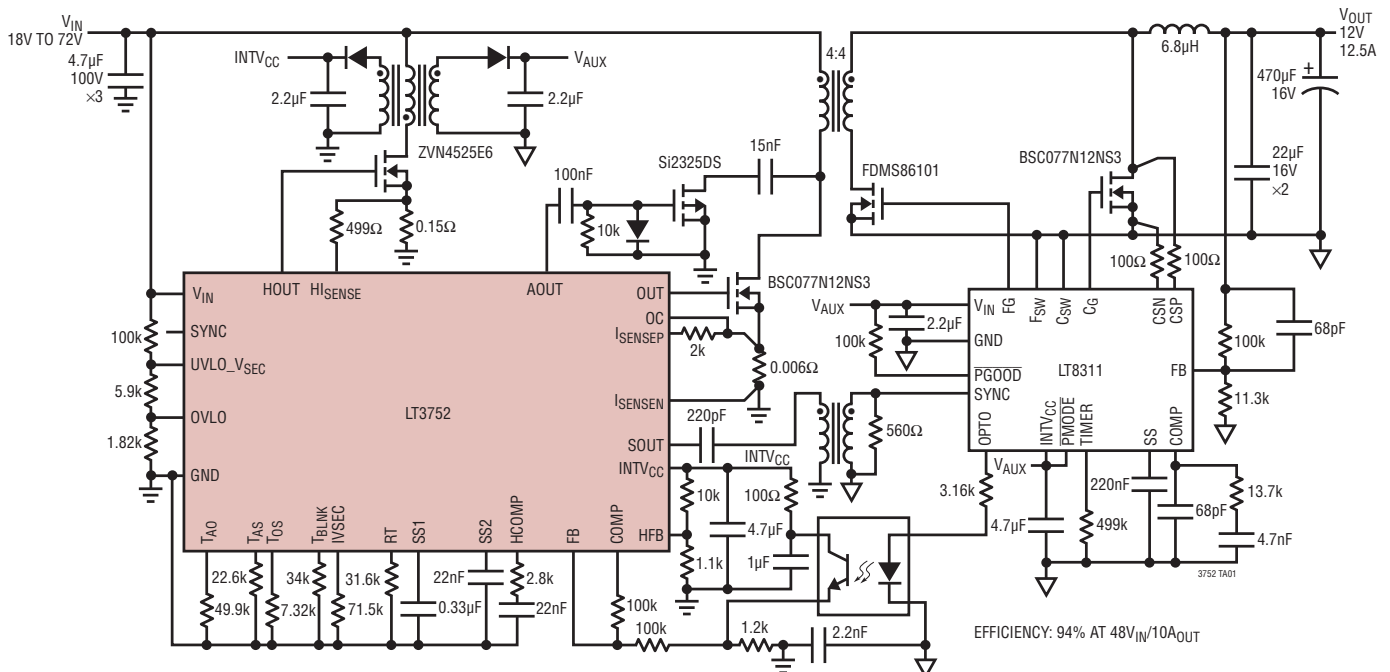 VIN
18V TO 72V
4.7µF
100V
×3
INTVCC
2.2µF
VAUX
2.2µF
ZVN4525E6
499Ω
0.15Ω
100nF
10k
Si2325DS
15nF
4:4
FDMS86101
BSC077N12NS3
6.8µH
VOUT
12V
12.5A
470µF
16V
+
22µF
16V
×2
100Ω
100Ω
BSC077N12NS3
VIN
HOUT
HISENSE
AOUT
OUT
OC
ISENSEP
2k
0.006Ω
ISENSEN
SYNC
100k
UVLO_VSEC
5.9k
OVLO
1.82k
GND
LT3752
SOUT
220pF
INTVCC
INTVCC
TAO
TAS
TOS
TBLNK
IVSEC
RT
SS1
SS2
HCOMP
FB
COMP
HFB
10k
1.1k
4.7µF
100Ω
1µF
22.6k
49.9k
7.32k
34k
71.5k
31.6k
0.33µF
22nF
2.8k
22nF
100k
100k
1.2k
2.2nF
560Ω
VAUX
2.2µF
100k
VIN
GND
PGOOD
SYNC
FG
FSW
CSW
CG
CSN
CSP
LT8311
FB
100k
68pF
11.3k
OPTO
INTVCC
PMODE
TIMER
SS
COMP
VAUX
3.16k
4.7µF
499k
220nF
68pF
13.7k
4.7nF
3752 TA01
EFFICIENCY: 94% AT 48VIN/10AOUT